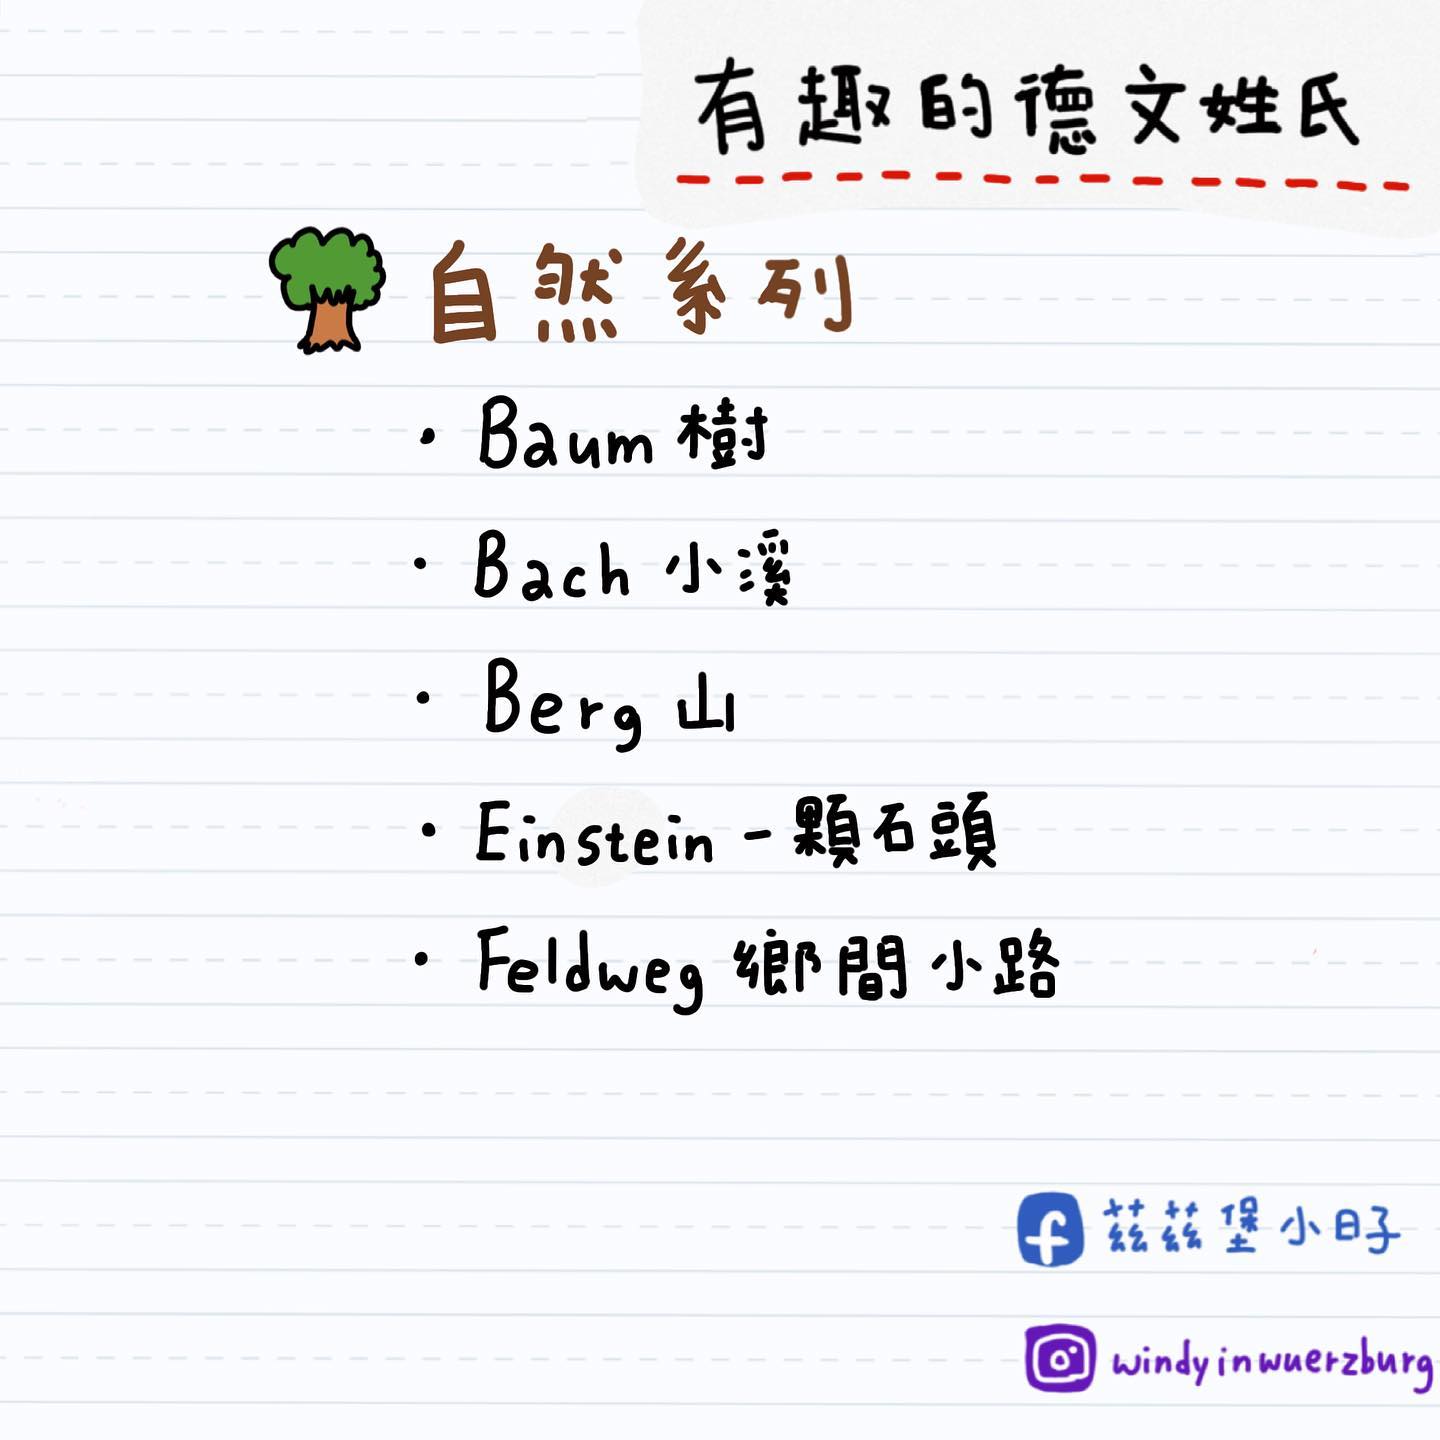 有趣的德文姓氏
自然系列
• Baum 樹
• Bach 小溪
• Berg 山
• Einstein 一顆石頭
• Feldweg 鄉間小路
茲茲堡小日子
windyinwuerzburg